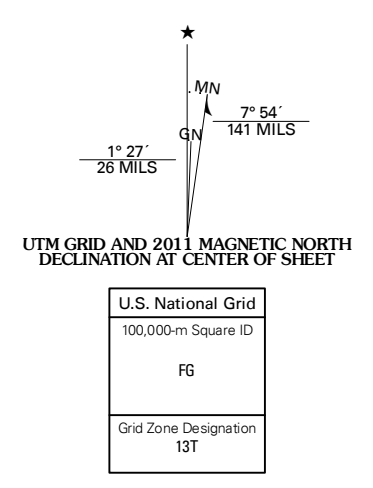 ★
MN
GN
7° 54´
141 MILS
1° 27´
26 MILS
UTM GRID AND 2011 MAGNETIC NORTH
DECLINATION AT CENTER OF SHEET
U.S. National Grid
100,000-m Square ID
FG
Grid Zone Designation
13T